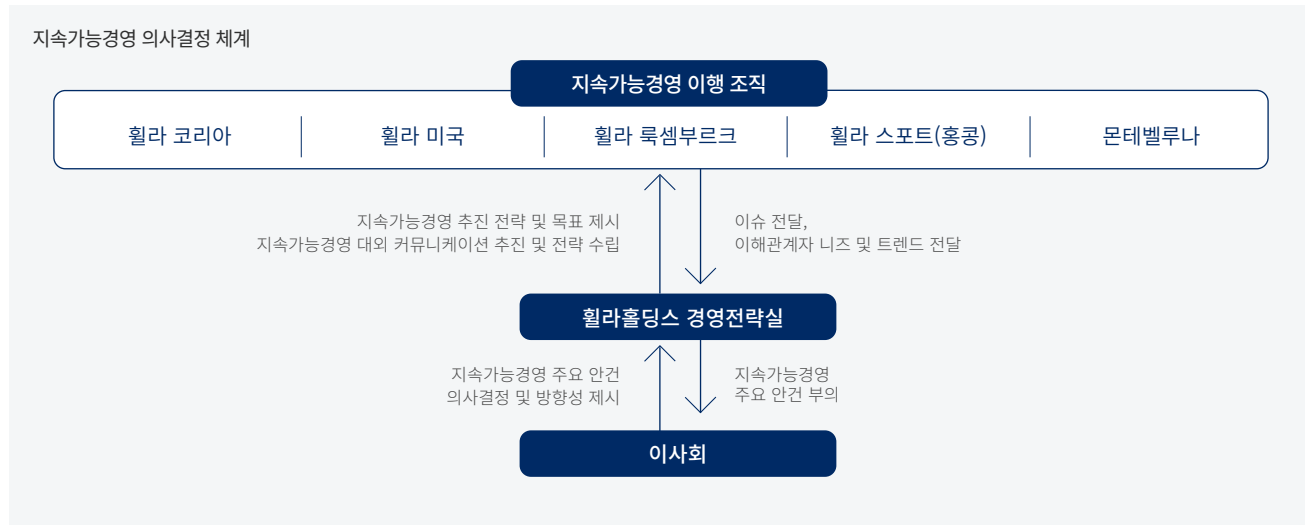 지속가능경영 의사결정 체계
지속가능경영 이행 조직
휠라 코리아
휠라 미국
휠라 룩셈부르크
휠라 스포트(홍콩)
몬테벨루나
지속가능경영 추진 전략 및 목표 제시
지속가능경영 대외 커뮤니케이션 추진 및 전략 수립
이슈 전달,
이해관계자 니즈 및 트렌드 전달
휠라홀딩스 경영전략실
지속가능경영 주요 안건
의사결정 및 방향성 제시
지속가능경영
주요 안건 부의
이사회